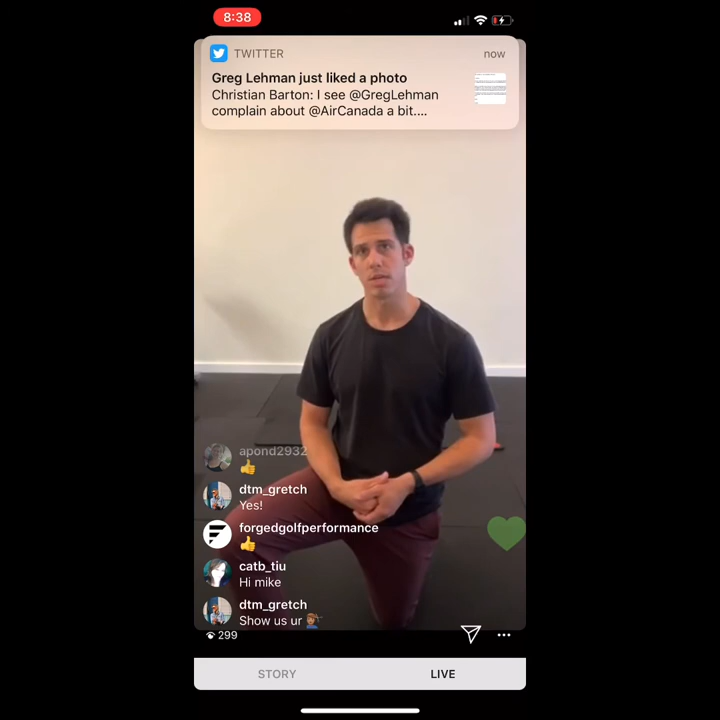 8:38
TWITTER
now
Greg Lehman just liked a photo
Christian Barton: I see @GregLehman
complain about @AirCanada a bit....
apond2932
👍
dtm_gretch
Yes!
forgedgolfperformance
👍
catb_tiu
Hi mike
dtm_gretch
Show us ur
299
STORY
LIVE